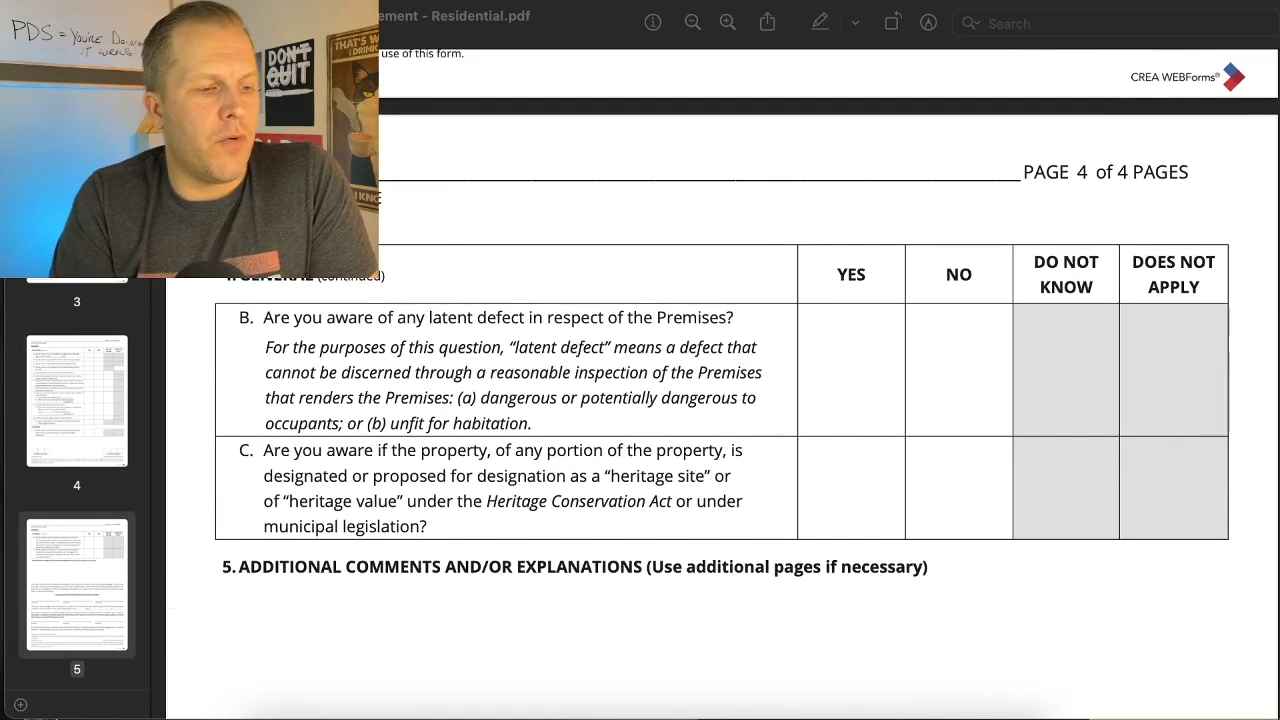 PDS = YOU'RE DOING
IT WRONG
DON'T
QUIT
THAT'S W
I DRIN
KNOW
ement - Residential.pdf
Search
use of this form.
CREA WEBForms®
PAGE 4 of 4 PAGES
E
GENERAL (continued)
YES
NO
DO NOT
KNOW
DOES NOT
APPLY
B. Are you aware of any latent defect in respect of the Premises?
For the purposes of this question, “latent defect” means a defect that
cannot be discerned through a reasonable inspection of the Premises
that renders the Premises: (a) dangerous or potentially dangerous to
occupants; or (b) unfit for habitation.
C. Are you aware if the property, of any portion of the property, is
designated or proposed for designation as a “heritage site” or
of “heritage value” under the Heritage Conservation Act or under
municipal legislation?
5. ADDITIONAL COMMENTS AND/OR EXPLANATIONS (Use additional pages if necessary)
3
4
5